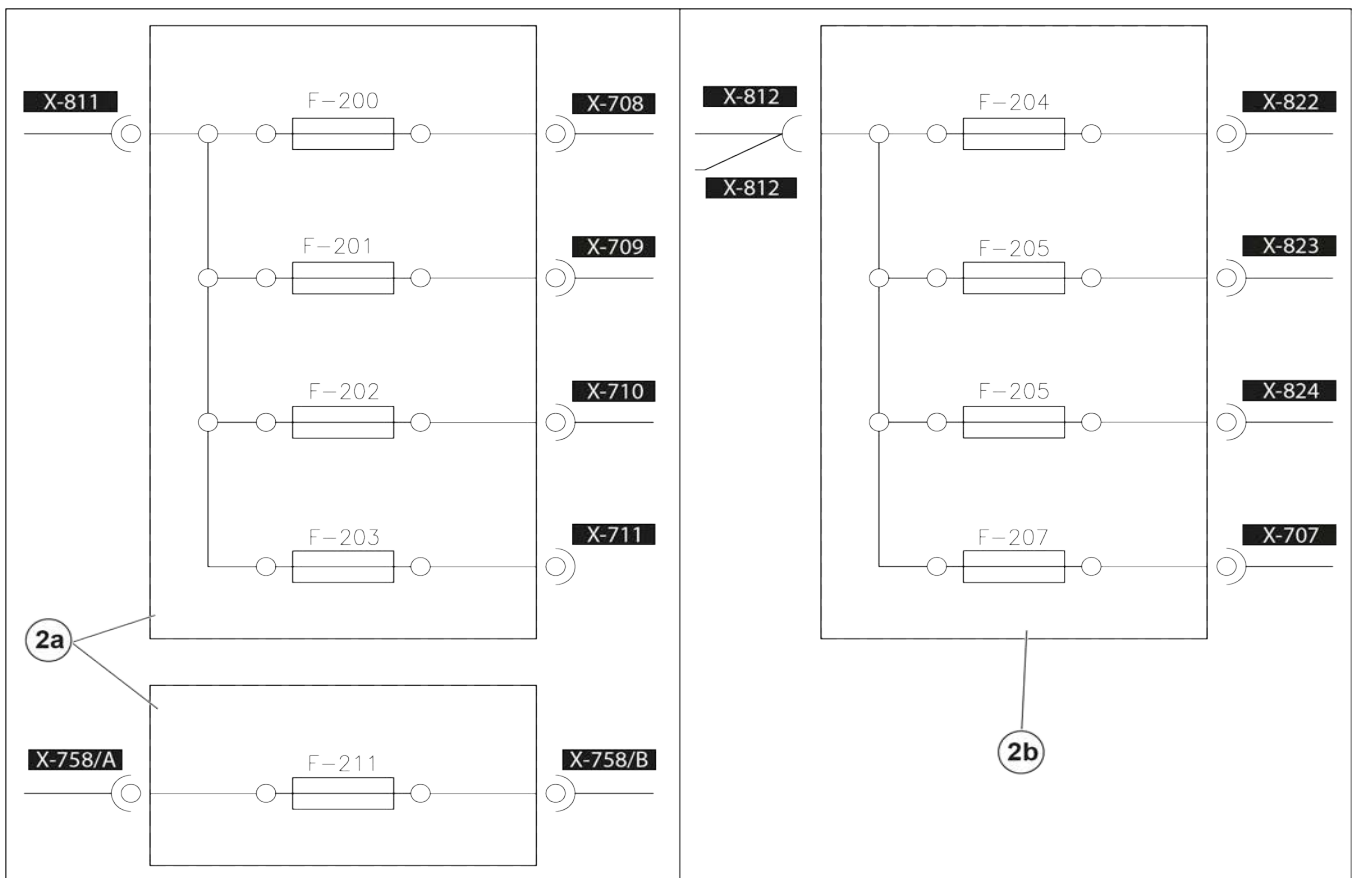 X-811
F-200
X-708
F-201
X-709
F-202
X-710
F-203
X-711
2a
X-758/A
F-211
X-758/B
X-812
X-812
F-204
X-822
F-205
X-823
F-205
X-824
F-207
X-707
2b